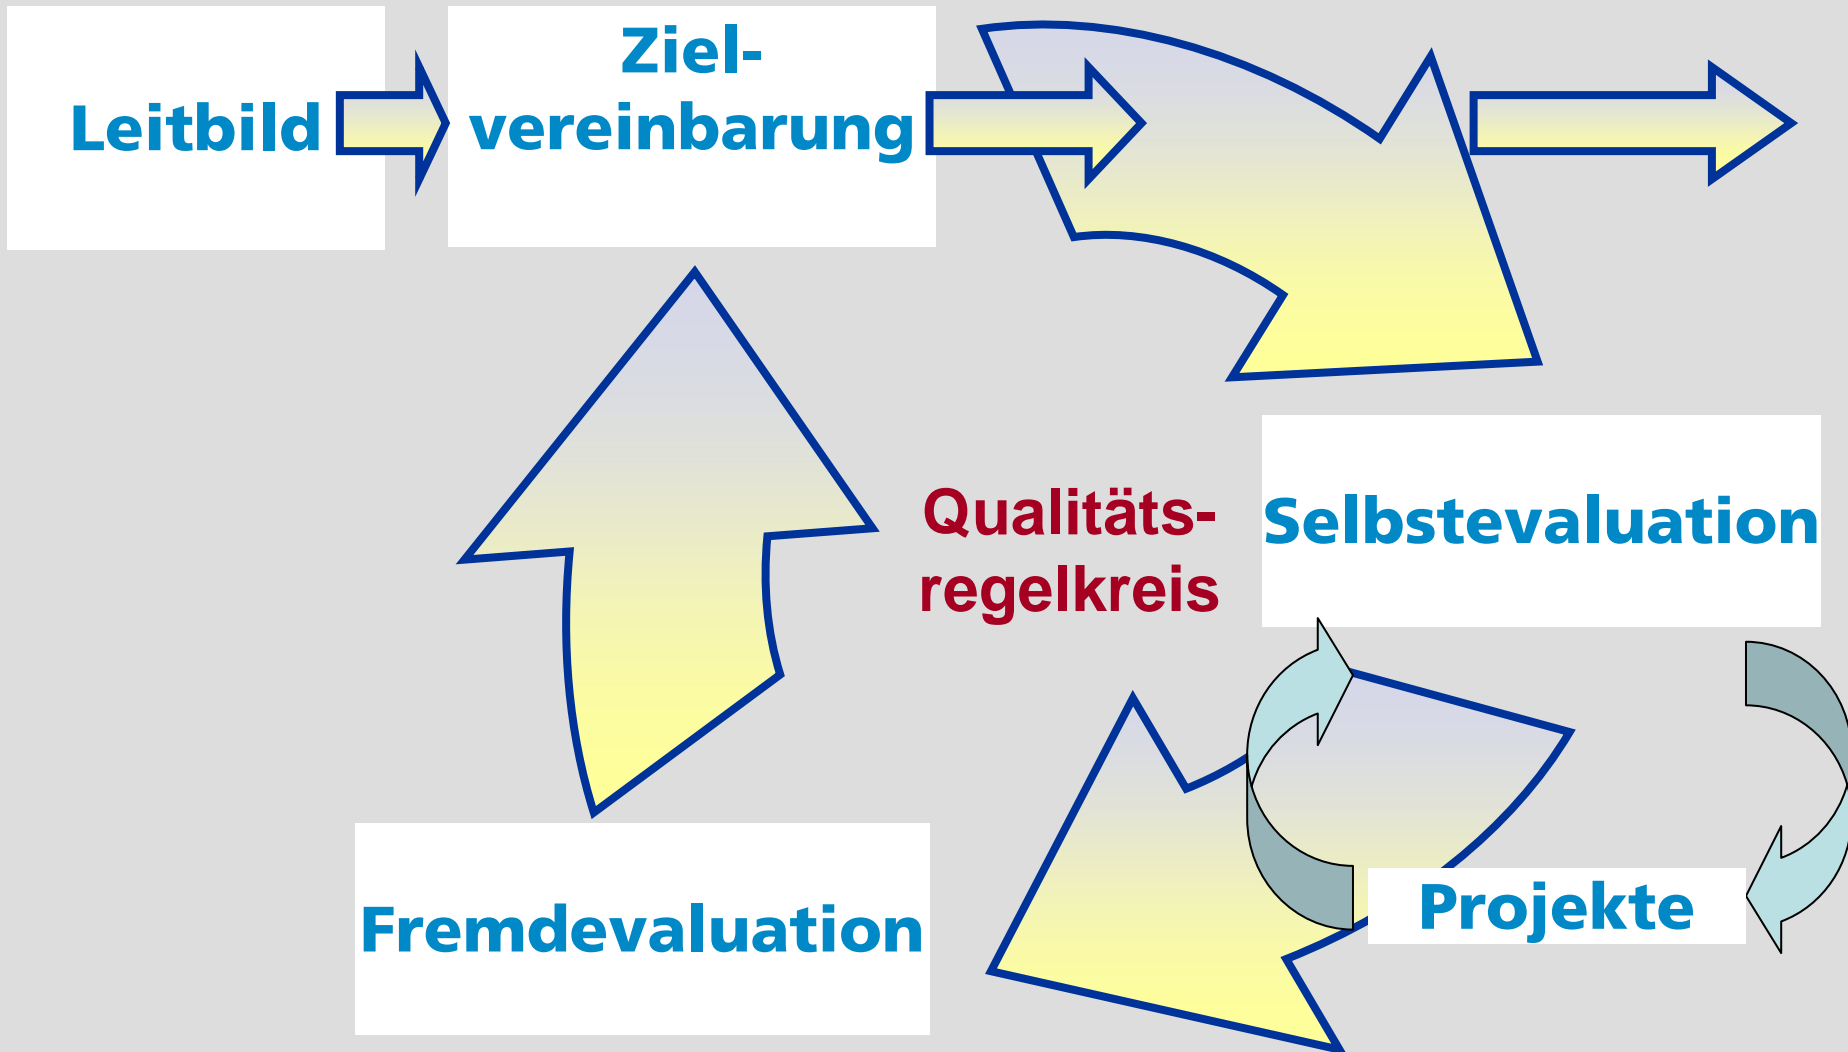 Leitbild
Ziel-
vereinbarung
Qualitäts-
regelkreis
Selbstevaluation
Fremdevaluation
Projekte